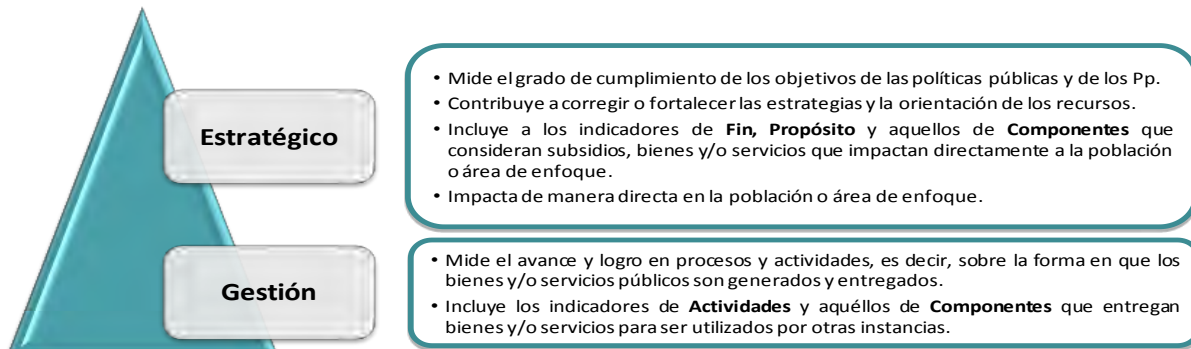 Estratégico
• Mide el grado de cumplimiento de los objetivos de las políticas públicas y de los Pp.
• Contribuye a corregir o fortalecer las estrategias y la orientación de los recursos.
• Incluye a los indicadores de Fin, Propósito y aquellos de Componentes que
consideran subsidios, bienes y/o servicios que impactan directamente a la población
o área de enfoque.
• Impacta de manera directa en la población o área de enfoque.
Gestión
• Mide el avance y logro en procesos y actividades, es decir, sobre la forma en que los
bienes y/o servicios públicos son generados y entregados.
• Incluye los indicadores de Actividades y aquéllos de Componentes que entregan
bienes y/o servicios para ser utilizados por otras instancias.